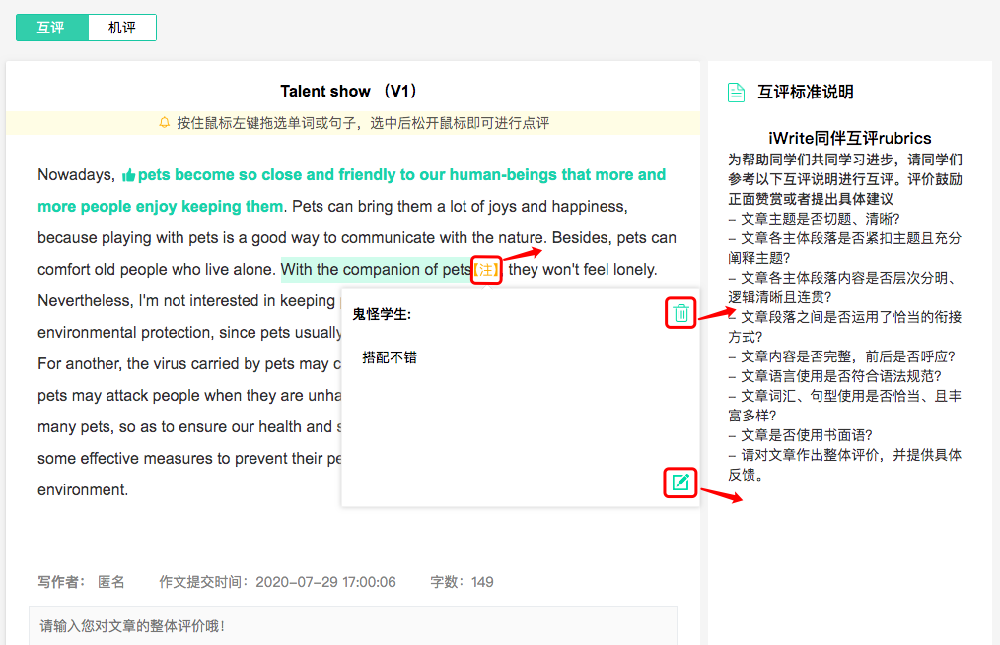 互评 机评
Talent show （V1）
按住鼠标左键拖选单词或句子，选中后松开鼠标即可进行点评
Nowadays, pets become so close and friendly to our human-beings that more and
more people enjoy keeping them. Pets can bring them a lot of joys and happiness,
because playing with pets is a good way to communicate with the nature. Besides, pets can
comfort old people who live alone. With the companion of pets【注】, they won't feel lonely.
Nevertheless, I'm not interested in keeping
environmental protection, since pets usually
For another, the virus carried by pets may
pets may attack people when they are
many pets, so as to ensure our health and
some effective measures to prevent their
environment.
鬼怪学生:
搭配不错
写作者： 匿名 作文提交时间：2020-07-29 17:00:06 字数：149
请输入您对文章的整体评价哦!
互评标准说明
iWrite同伴互评rubrics
为帮助同学们共同学习进步，请同学们
参考以下互评说明进行互评。评价鼓励
正面赞赏或者提出具体建议
– 文章主题是否切题、清晰?
– 文章各主体段落是否紧扣主题且充分
阐释主题?
– 文章各主体段落内容是否层次分明、
逻辑清晰且连贯?
– 文章段落之间是否运用了恰当的衔接
方式?
– 文章内容是否完整，前后是否呼应?
– 文章语言使用是否符合语法规范?
– 文章词汇、句型使用是否恰当、且丰
富多样?
– 文章是否使用书面语?
– 请对文章作出整体评价，并提供具体
反馈。